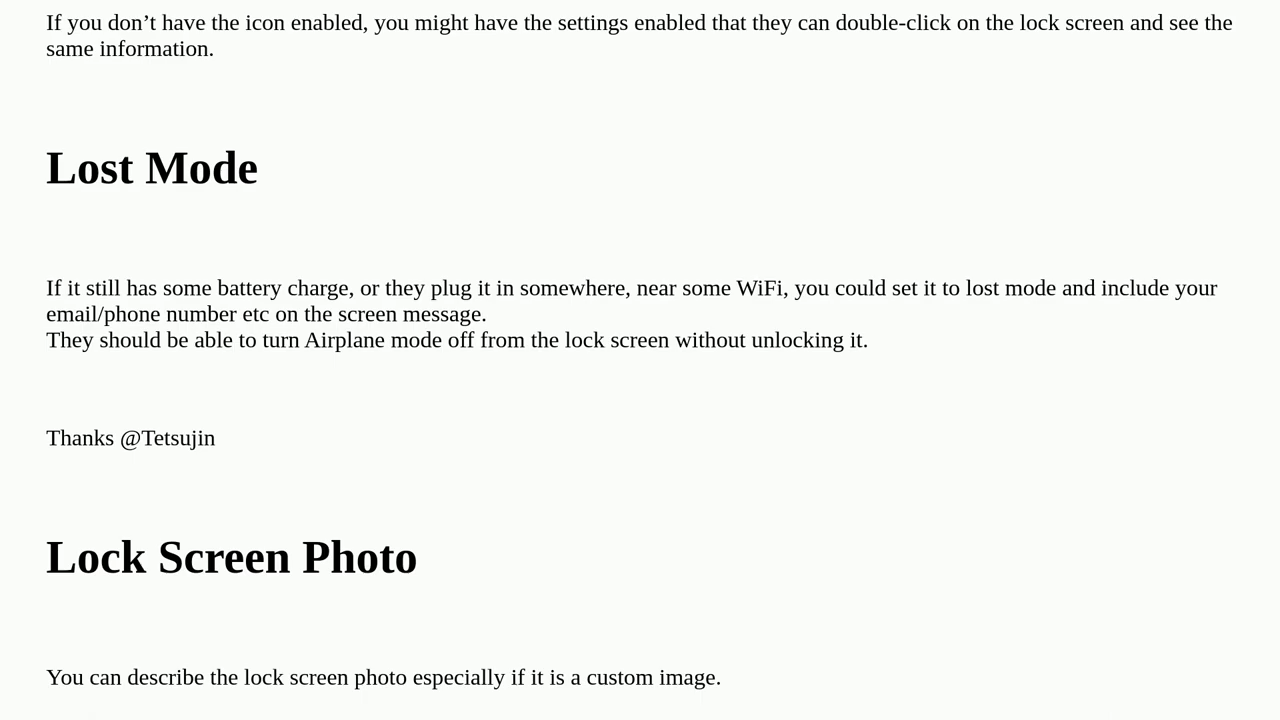 If you don’t have the icon enabled, you might have the settings enabled that they can double-click on the lock screen and see the
same information.
Lost Mode
If it still has some battery charge, or they plug it in somewhere, near some WiFi, you could set it to lost mode and include your
email/phone number etc on the screen message.
They should be able to turn Airplane mode off from the lock screen without unlocking it.
Thanks @Tetsujin
Lock Screen Photo
You can describe the lock screen photo especially if it is a custom image.